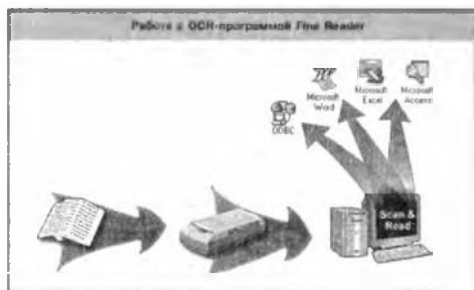 Работа с OCR-программой Fine Reader
Microsoft Word
Microsoft Excel
Microsoft Access
ODBC
Scan & Read